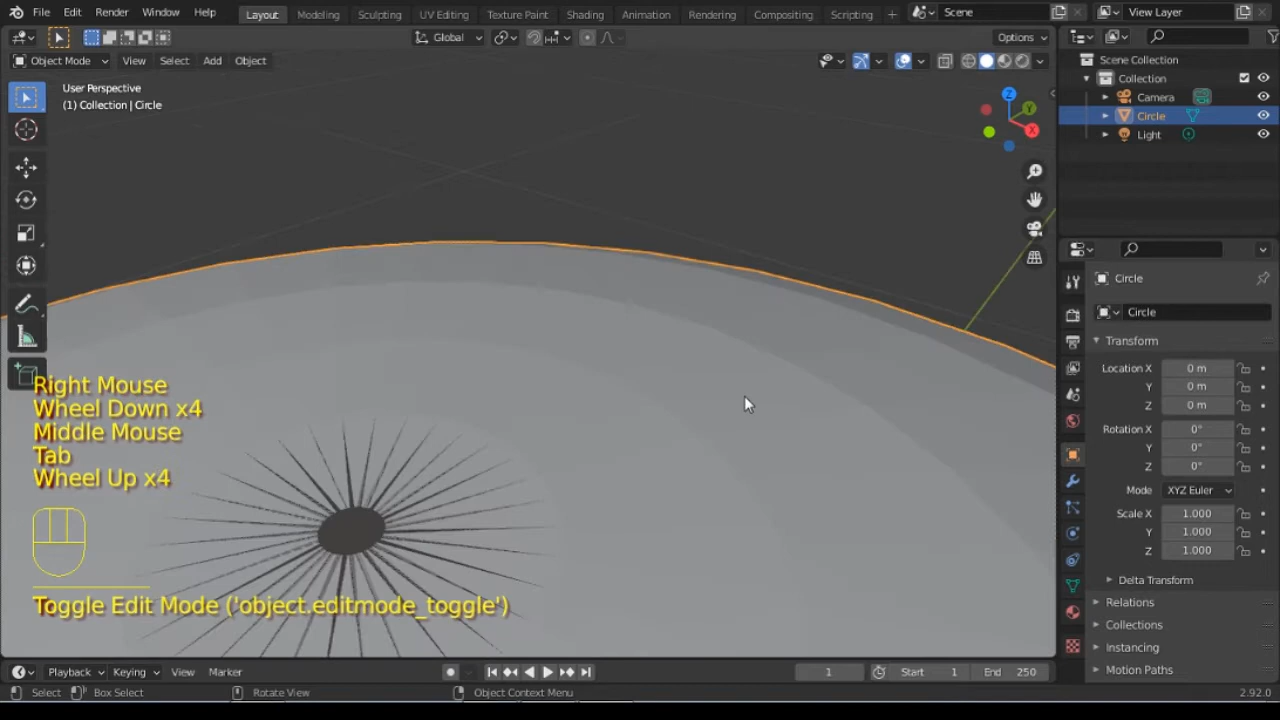 File Edit Render Window Help Layout Modeling Sculpting UV Editing Texture Paint Shading Animation Rendering Compositing Scripting + Scene View Layer
Global Options
Object Mode View Select Add Object
User Perspective
(1) Collection | Circle
Z
Y
X
Scene Collection
Collection
Camera
Circle
Light
Circle
Circle
Transform
Location X 0 m
Y 0 m
Z 0 m
Rotation X 0°
Y 0°
Z 0°
Mode XYZ Euler
Scale X 1.000
Y 1.000
Z 1.000
Delta Transform
Relations
Collections
Instancing
Motion Paths
Right Mouse
Wheel Down x4
Middle Mouse
Tab
Wheel Up x4
Toggle Edit Mode ('object.editmode_toggle')
Playback Keying View Marker 1 Start 1 End 250
Select Box Select Rotate View Object Context Menu 2.92.0